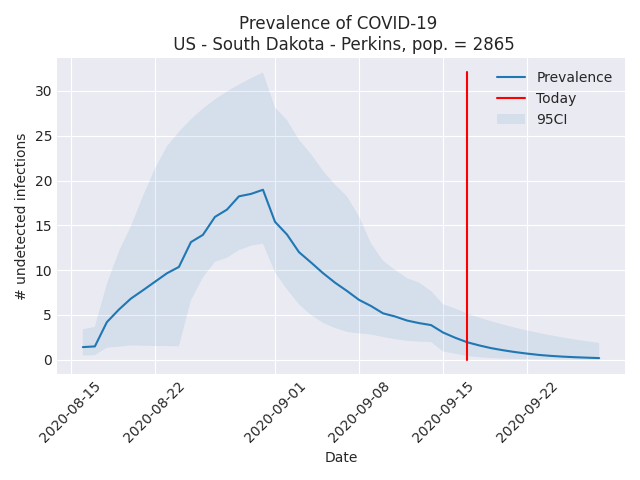 Prevalence of COVID-19
US - South Dakota - Perkins, pop. = 2865
Prevalence
Today
95CI
# undetected infections
30
25
20
15
10
5
0
2020-08-15
2020-08-22
2020-09-01
2020-09-08
2020-09-15
2020-09-22
Date